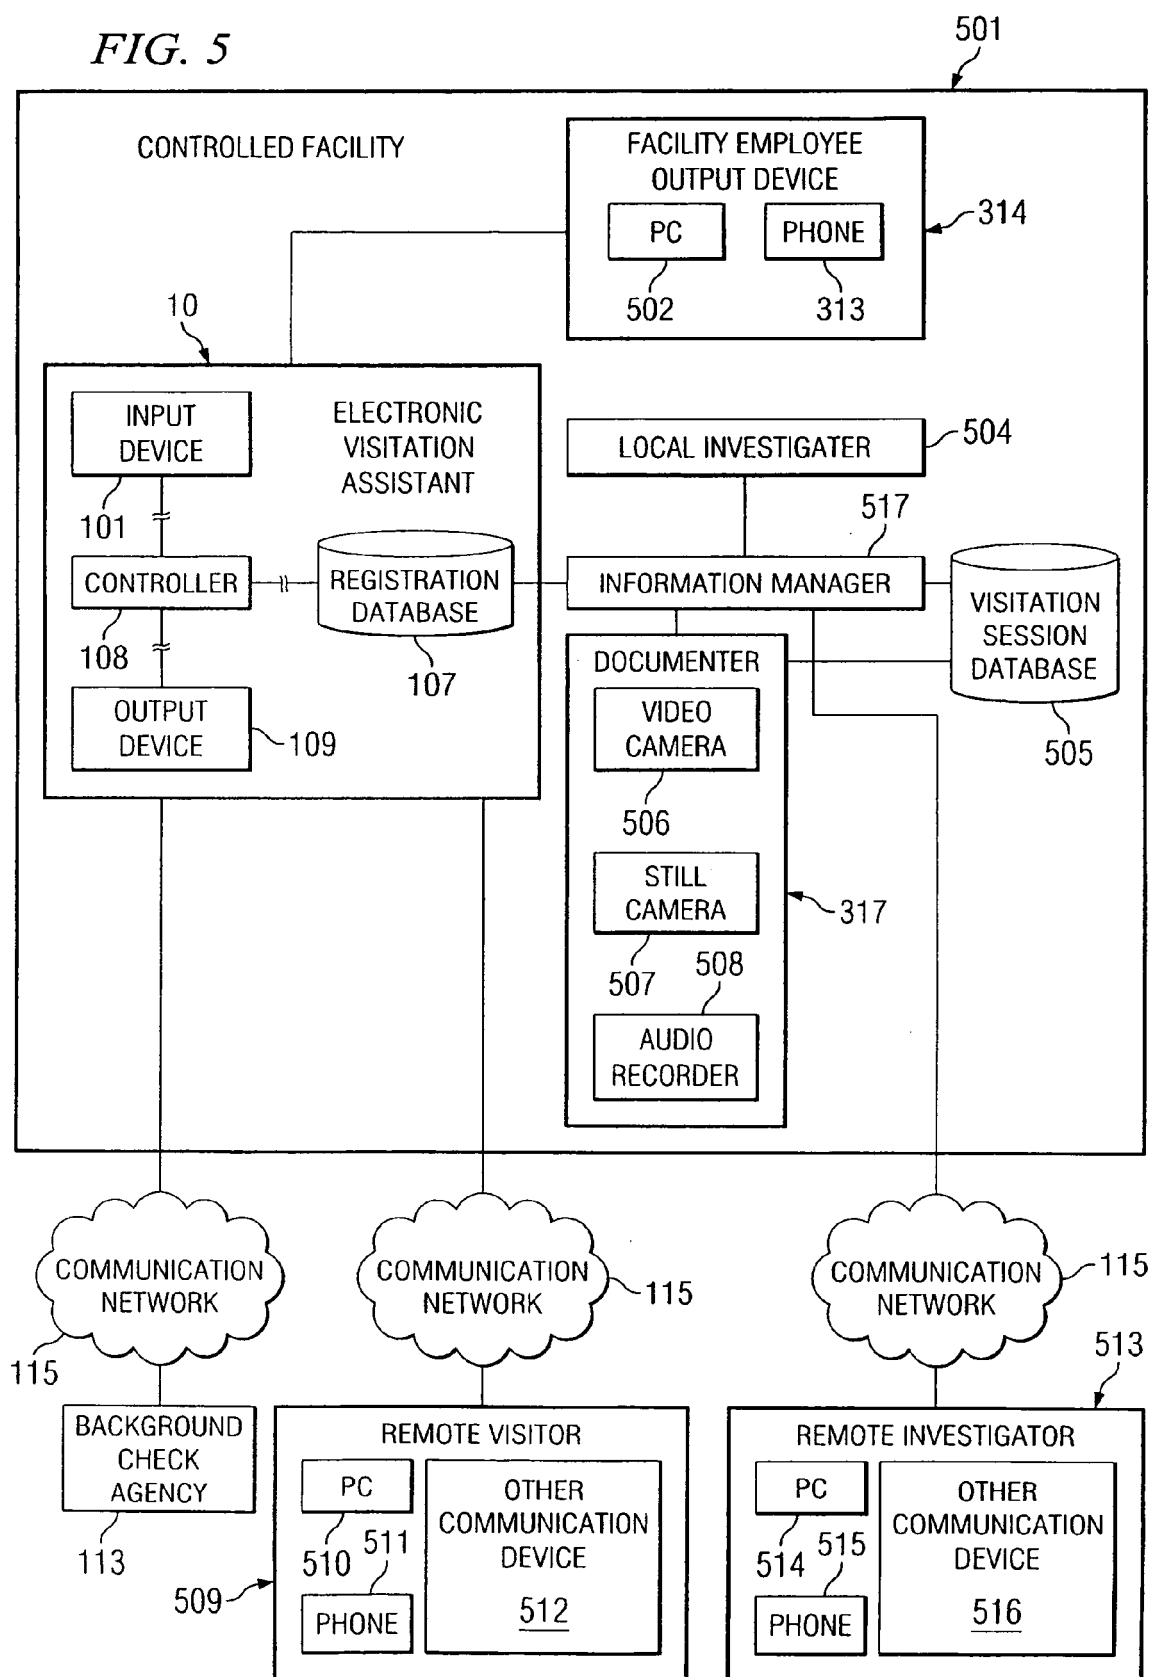 FIG. 5
501
CONTROLLED FACILITY
FACILITY EMPLOYEE
OUTPUT DEVICE
PC
PHONE
314
502
313
10
INPUT
DEVICE
ELECTRONIC
VISITATION
ASSISTANT
101
CONTROLLER
108
REGISTRATION
DATABASE
107
OUTPUT
DEVICE
109
LOCAL INVESTIGATER
504
517
INFORMATION MANAGER
VISITATION
SESSION
DATABASE
505
DOCUMENTER
VIDEO
CAMERA
506
STILL
CAMERA
317
507
508
AUDIO
RECORDER
COMMUNICATION
NETWORK
115
COMMUNICATION
NETWORK
115
COMMUNICATION
NETWORK
115
BACKGROUND
CHECK
AGENCY
113
REMOTE VISITOR
PC
510
511
PHONE
509
OTHER
COMMUNICATION
DEVICE
512
513
REMOTE INVESTIGATOR
PC
514
515
PHONE
OTHER
COMMUNICATION
DEVICE
516